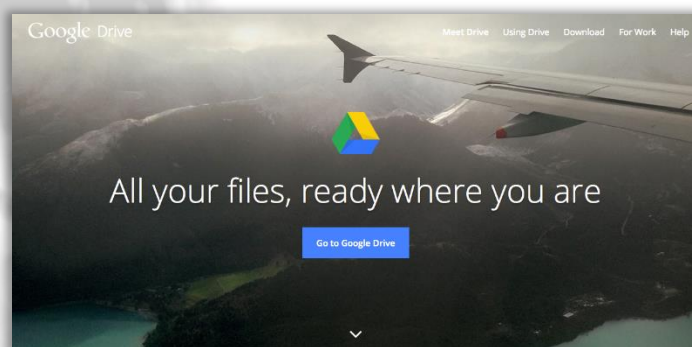 Google Drive
Meet Drive Using Drive Download For Work Help
All your files, ready where you are
Go to Google Drive